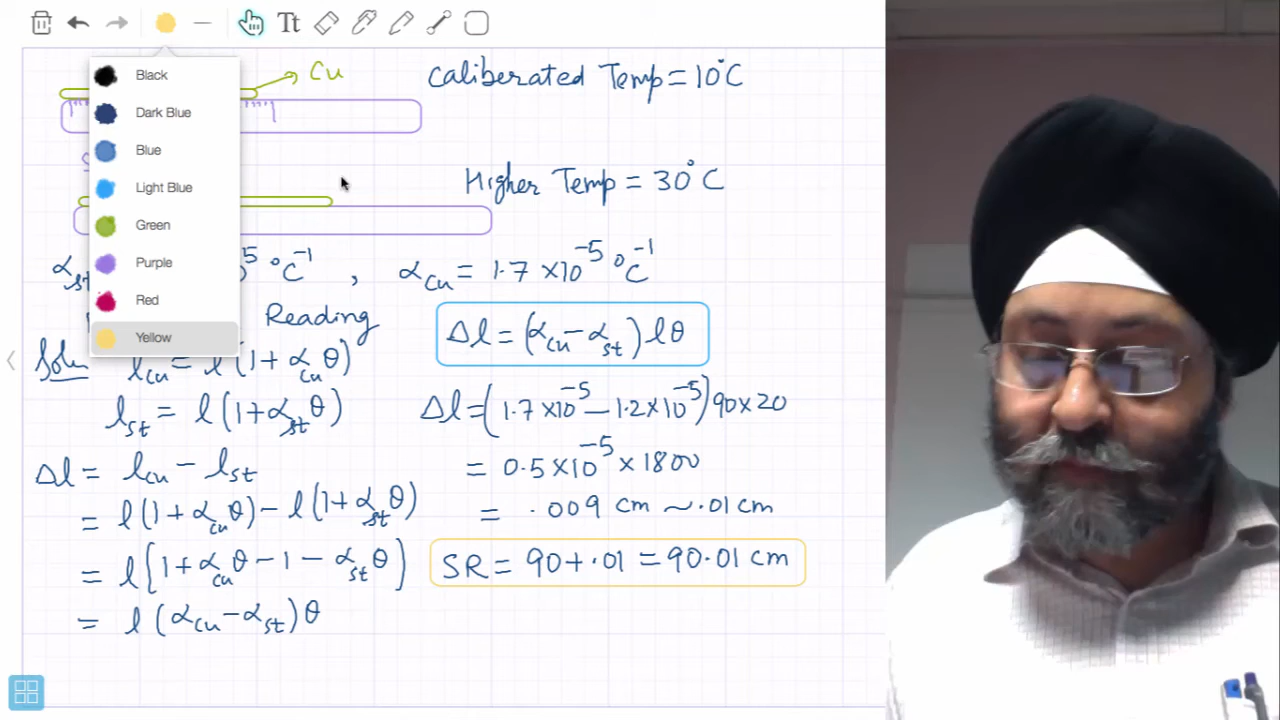 Tt
Black
Dark Blue
Blue
Light Blue
Green
Purple
Red
Yellow
Cu
Caliberated Temp = 10°C
Higher Temp = 30°C
α_st 5 °C⁻¹ , α_cu = 1.7 × 10⁻⁵ °C⁻¹
Reading
Soln l_cu = l(1 + α_cu θ)
l_st = l(1 + α_st θ)
Δl = l_cu − l_st
= l(1 + α_cu θ) − l(1 + α_st θ)
= l[1 + α_cu θ − 1 − α_st θ]
= l(α_cu − α_st)θ
Δl = (α_cu − α_st) l θ
Δl = (1.7 × 10⁻⁵ − 1.2 × 10⁻⁵) 90 × 20
= 0.5 × 10⁻⁵ × 1800
= .009 cm ~ .01 cm
SR = 90 + .01 = 90.01 cm